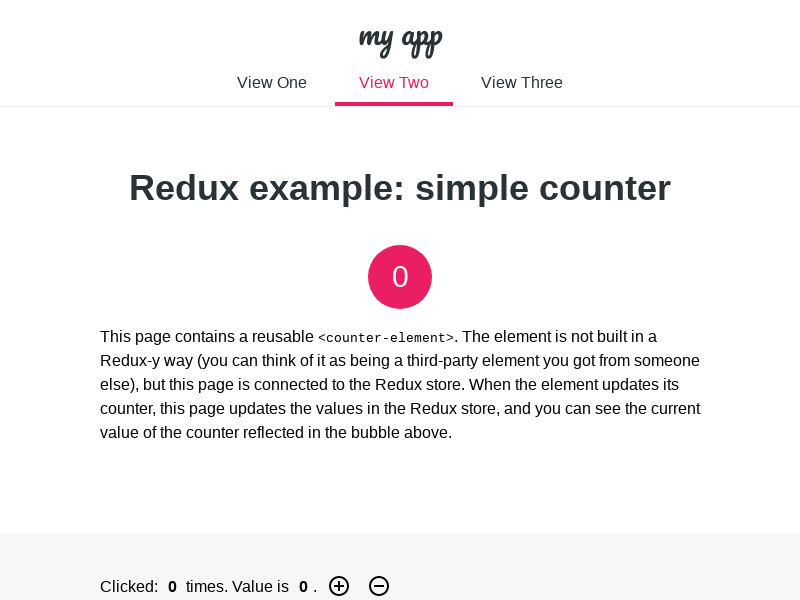 my app
View One View Two View Three
Redux example: simple counter
0
This page contains a reusable <counter-element>. The element is not built in a
Redux-y way (you can think of it as being a third-party element you got from someone
else), but this page is connected to the Redux store. When the element updates its
counter, this page updates the values in the Redux store, and you can see the current
value of the counter reflected in the bubble above.
Clicked: 0 times. Value is 0 .